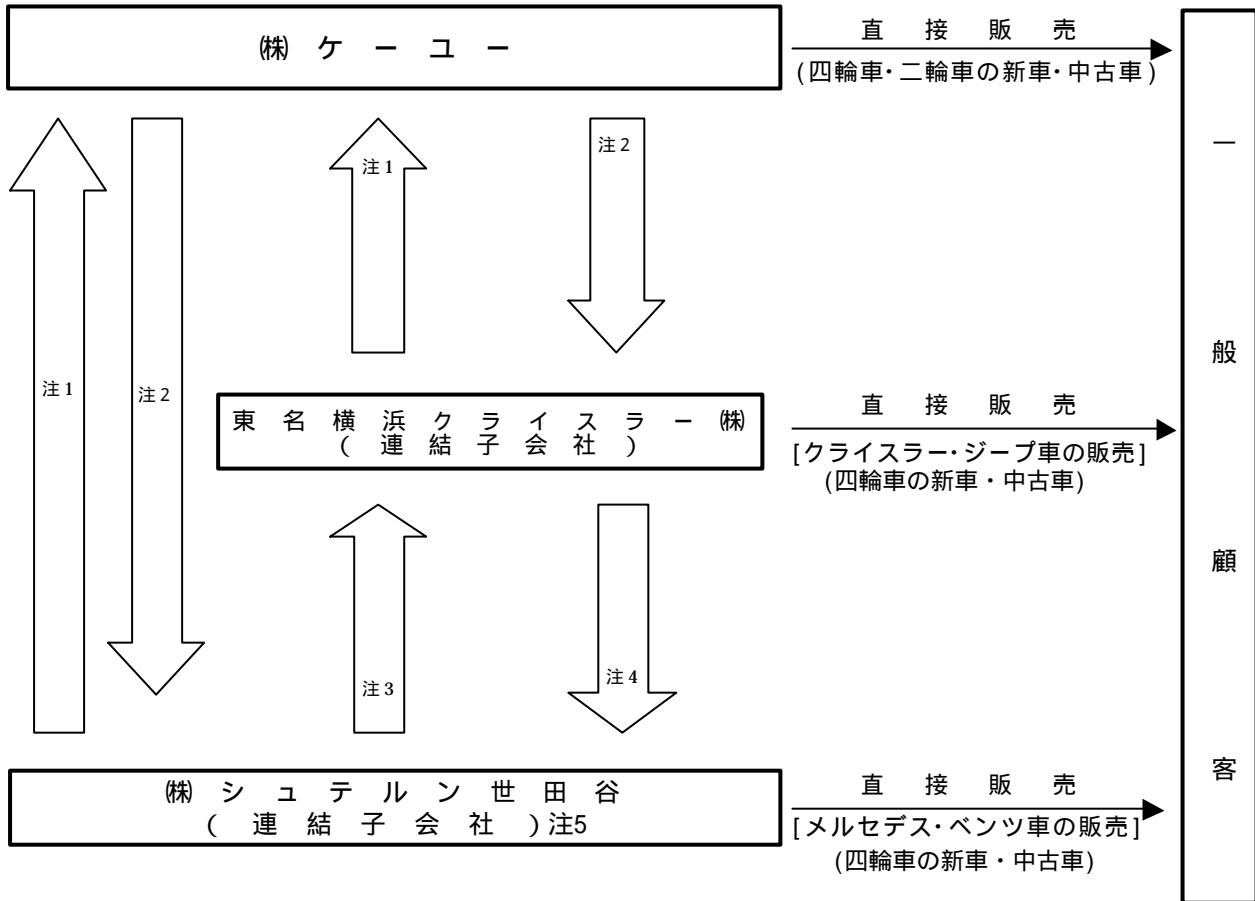 ㈱ケーユー
直接販売
(四輪車・二輪車の新車・中古車)
注1
注2
注1
注2
東名横浜クライスラー㈱
(連結子会社)
直接販売
[クライスラー・ジープ車の販売]
(四輪車の新車・中古車)
注3
注4
㈱シュテルン世田谷
(連結子会社)注5
直接販売
[メルセデス・ベンツ車の販売]
(四輪車の新車・中古車)
一般顧客